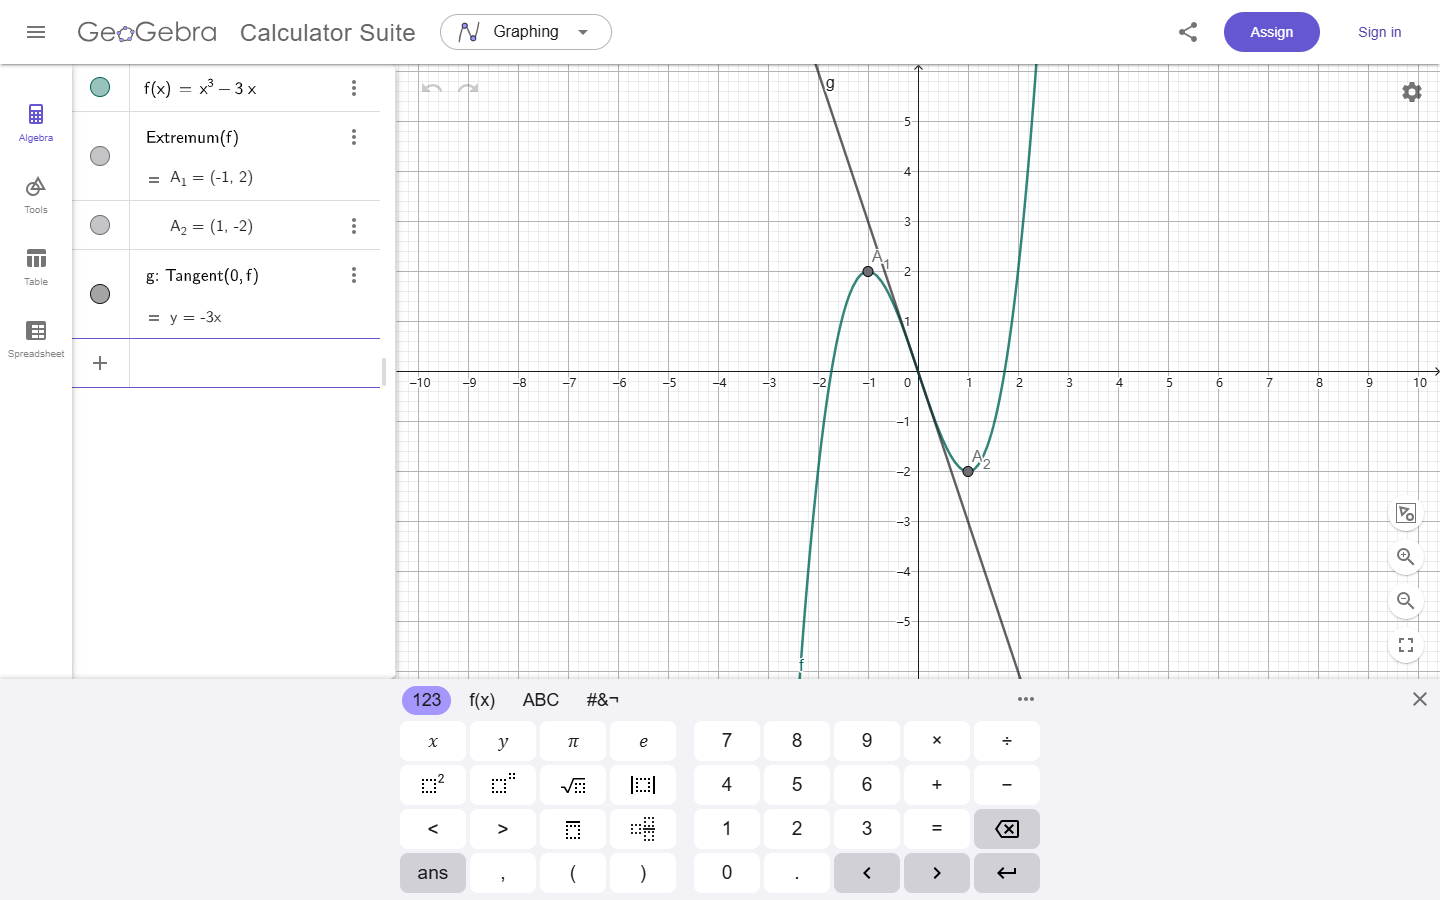 GeoGebra Calculator Suite Graphing Assign Sign in
f(x) = x³ − 3 x
Extremum(f)
= A₁ = (-1, 2)
A₂ = (1, -2)
g: Tangent(0, f)
= y = -3x
+
Algebra
Tools
Table
Spreadsheet
g
A₁
A₂
f
5
4
3
2
1
−10 −9 −8 −7 −6 −5 −4 −3 −2 −1 0 1 2 3 4 5 6 7 8 9 10
−1
−2
−3
−4
−5
123 f(x) ABC #&¬
x y π e 7 8 9 × ÷
2 √ 4 5 6 + −
< > 1 2 3 =
ans , ( ) 0 . < >